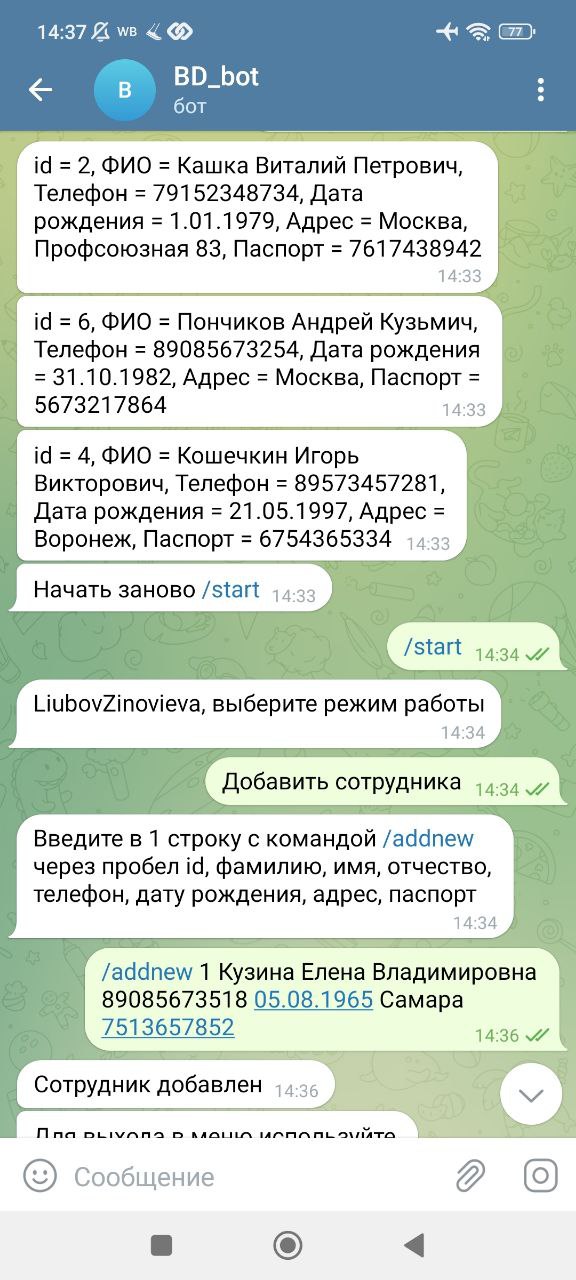 14:37 WB 77
B BD_bot
бот
id = 2, ФИО = Кашка Виталий Петрович,
Телефон = 79152348734, Дата
рождения = 1.01.1979, Адрес = Москва,
Профсоюзная 83, Паспорт = 7617438942
14:33
id = 6, ФИО = Пончиков Андрей Кузьмич,
Телефон = 89085673254, Дата рождения
= 31.10.1982, Адрес = Москва, Паспорт =
5673217864 14:33
id = 4, ФИО = Кошечкин Игорь
Викторович, Телефон = 89573457281,
Дата рождения = 21.05.1997, Адрес =
Воронеж, Паспорт = 6754365334 14:33
Начать заново /start 14:33
/start 14:34
LiubovZinovieva, выберите режим работы
14:34
Добавить сотрудника 14:34
Введите в 1 строку с командой /addnew
через пробел id, фамилию, имя, отчество,
телефон, дату рождения, адрес, паспорт
14:34
/addnew 1 Кузина Елена Владимировна
89085673518 05.08.1965 Самара
7513657852 14:36
Сотрудник добавлен 14:36
Для выхода в меню используйте
Сообщение